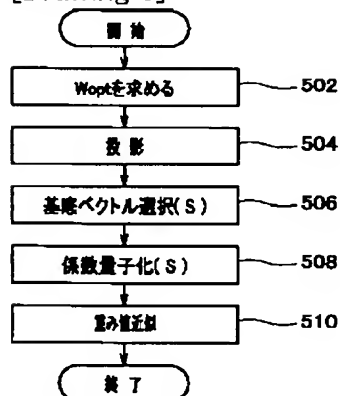 開 始
Woptを求める
502
投 影
504
基底ベクトル選択(S)
506
係数量子化(S)
508
重み値近似
510
終 了